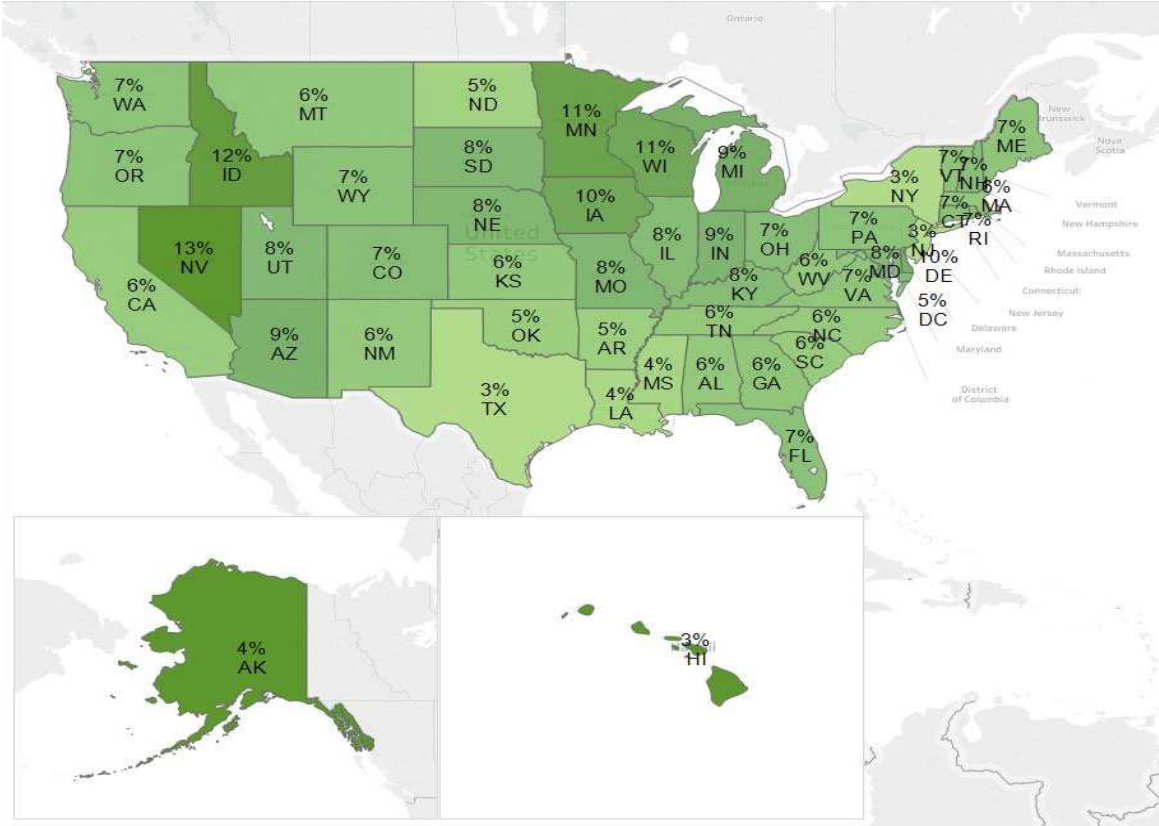 Ontario
7%
WA
6%
MT
5%
ND
11%
MN
7%
OR
12%
ID
7%
WY
8%
SD
11%
WI
9%
MI
3%
NY
7%
VT
7%
NH
7%
ME
New
Brunswick
Nova
Scotia
6%
MA
7%
CT
7%
RI
13%
NV
8%
UT
7%
CO
8%
NE
United
States
10%
IA
8%
IL
9%
IN
7%
OH
7%
PA
3%
NJ
10%
DE
8%
MD
5%
DC
6%
CA
6%
KS
8%
MO
8%
KY
6%
WV
7%
VA
9%
AZ
6%
NM
5%
OK
5%
AR
6%
TN
6%
NC
6%
SC
3%
TX
4%
LA
4%
MS
6%
AL
6%
GA
7%
FL
Vermont
New Hampshire
Massachusetts
Rhode Island
Connecticut
New Jersey
Delaware
Maryland
District
of Columbia
4%
AK
3%
HI